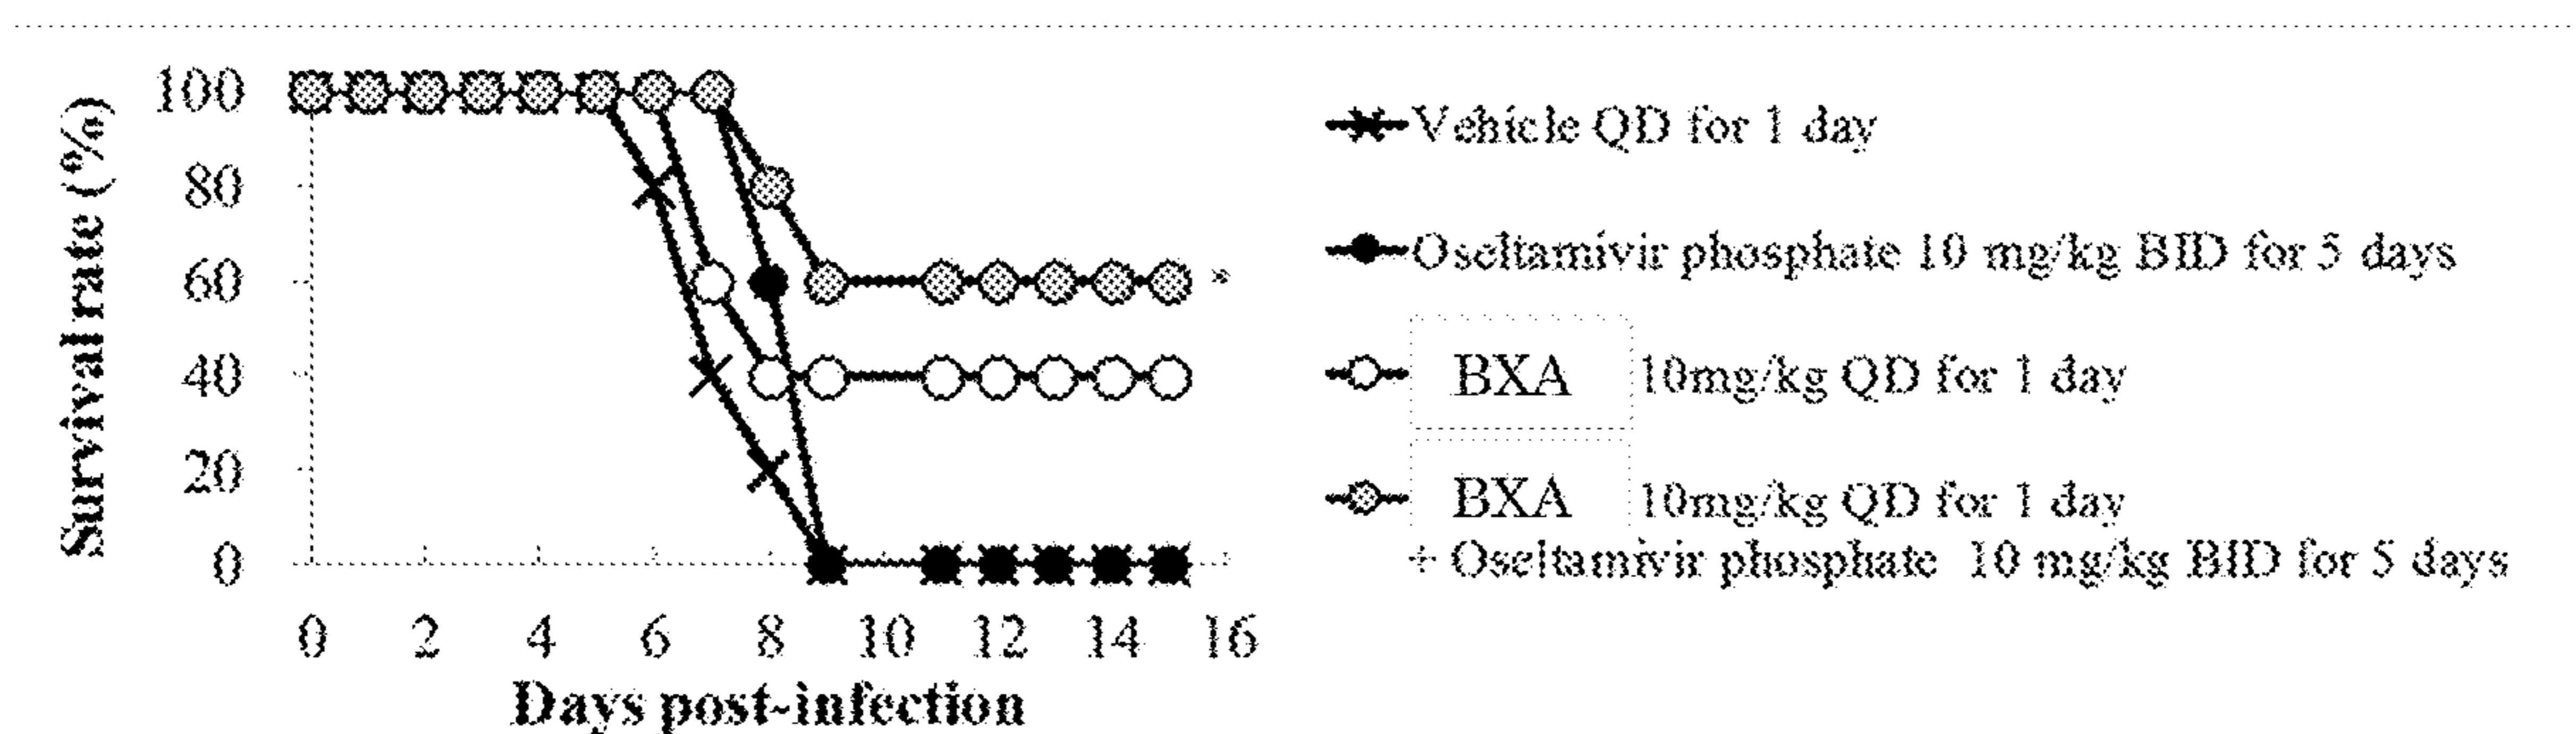 Survival rate (%)
100
80
60
40
20
0
0 2 4 6 8 10 12 14 16
Days post-infection
*
Vehicle QD for 1 day
Oseltamivir phosphate 10 mg/kg BID for 5 days
BXA 10mg/kg QD for 1 day
BXA 10mg/kg QD for 1 day
+ Oseltamivir phosphate 10 mg/kg BID for 5 days